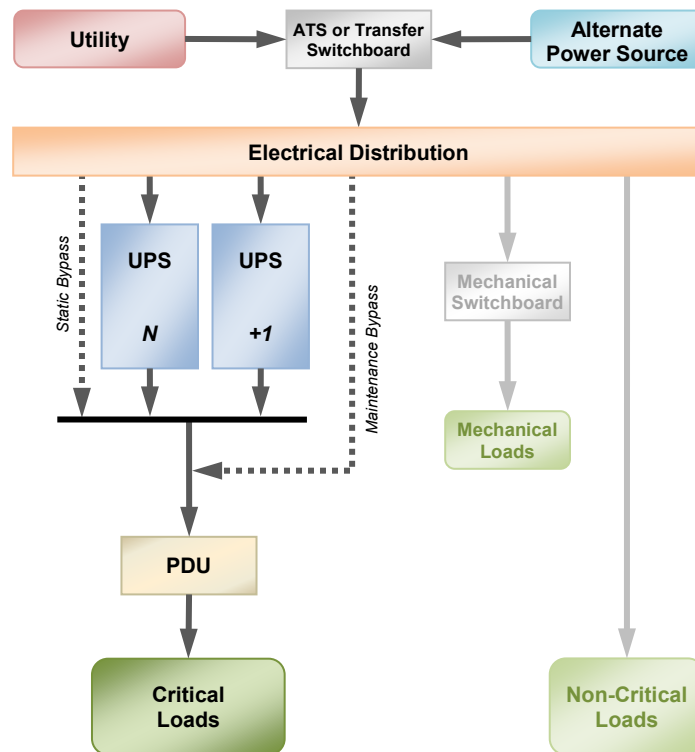 Utility
ATS or Transfer
Switchboard
Alternate
Power Source
Electrical Distribution
Static Bypass
UPS
N
UPS
+1
Maintenance Bypass
Mechanical
Switchboard
Mechanical
Loads
PDU
Critical
Loads
Non-Critical
Loads